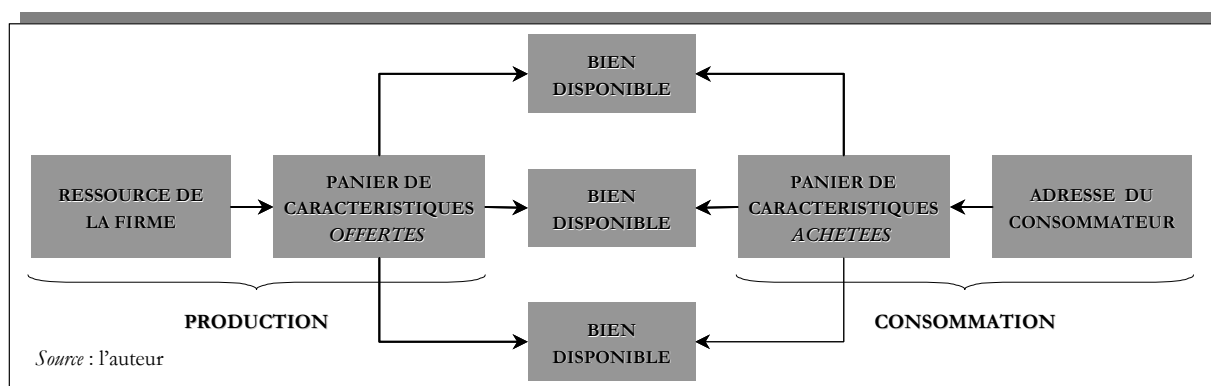 BIEN
DISPONIBLE
RESSOURCE DE
LA FIRME
PANIER DE
CARACTERISTIQUES
OFFERTES
BIEN
DISPONIBLE
PANIER DE
CARACTERISTIQUES
ACHETEES
ADRESSE DU
CONSOMMATEUR
BIEN
DISPONIBLE
PRODUCTION
CONSOMMATION
Source : l'auteur